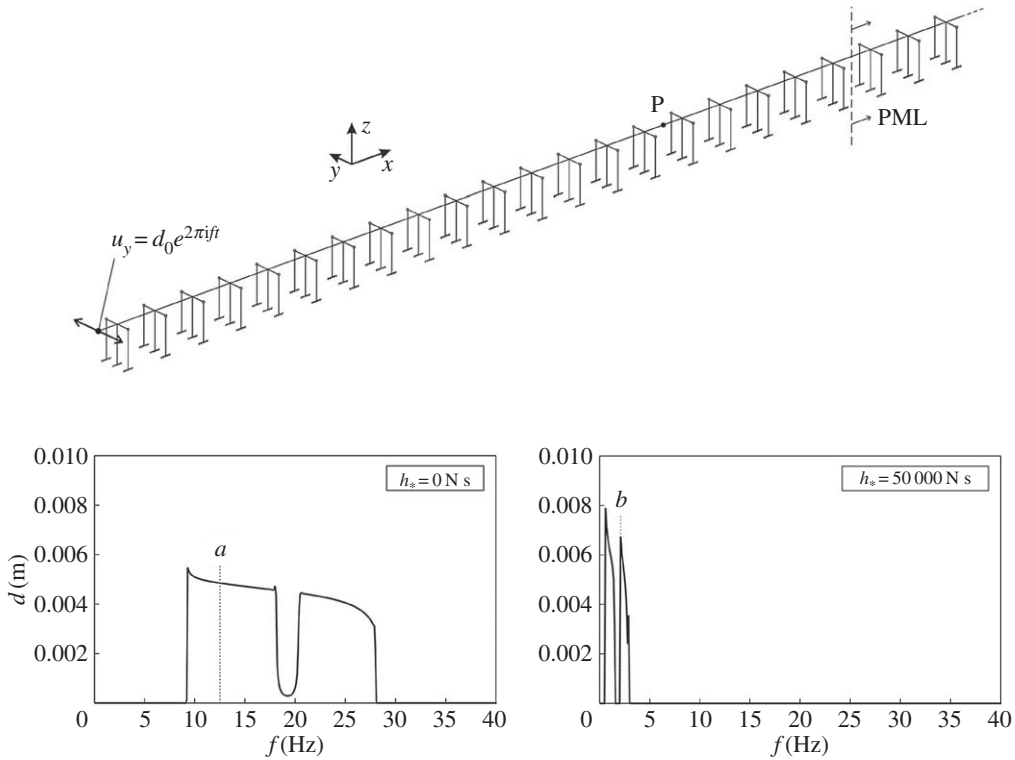 P
PML
z
y
x
u_y = d_0 e^{2πift}
0.010
0.008
0.006
0.004
0.002
0
5
10
15
20
25
30
35
40
d (m)
f (Hz)
h_* = 0 N s
a
0.010
0.008
0.006
0.004
0.002
0
5
10
15
20
25
30
35
40
f (Hz)
h_* = 50 000 N s
b